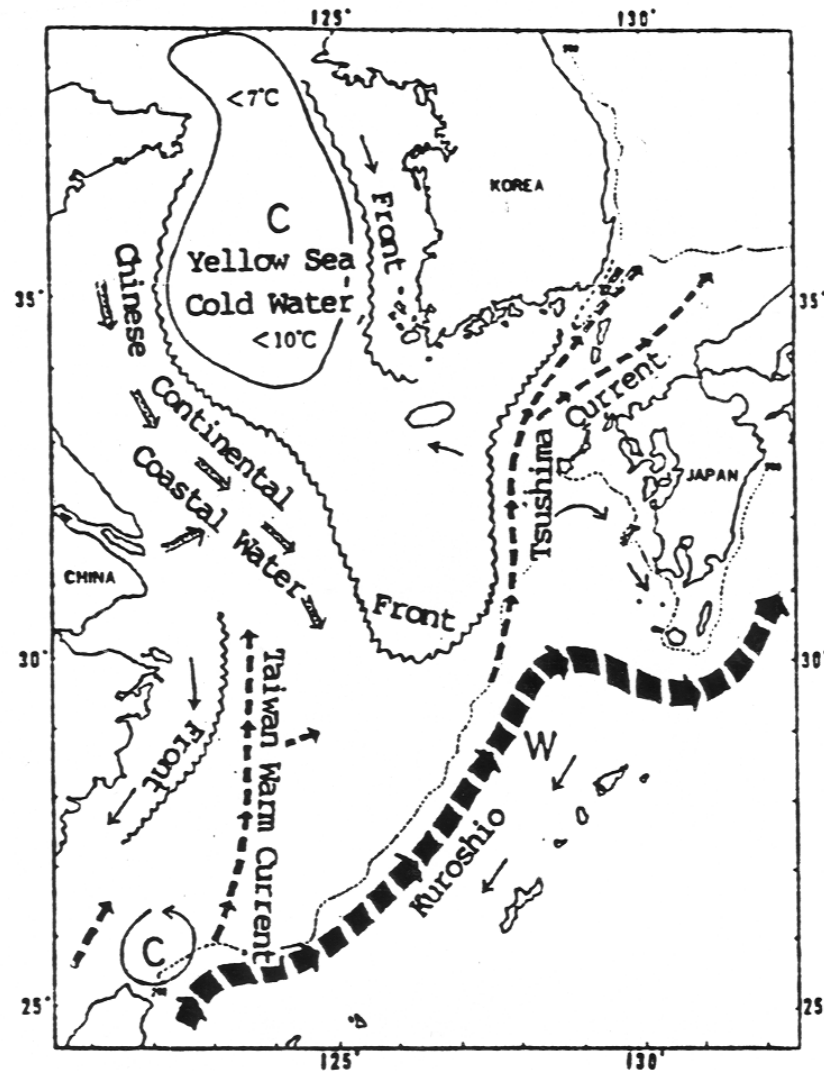 125° 130°
<7°C
KOREA
C
Front
Yellow Sea
Cold Water
<10°C
35° 35
Chinese
Continental
Coastal Water
Current
Tsushima
JAPAN
CHINA
Front
30° 30
Taiwan Warm Current
Front
W
Kuroshio
C
25° 25
125° 130°